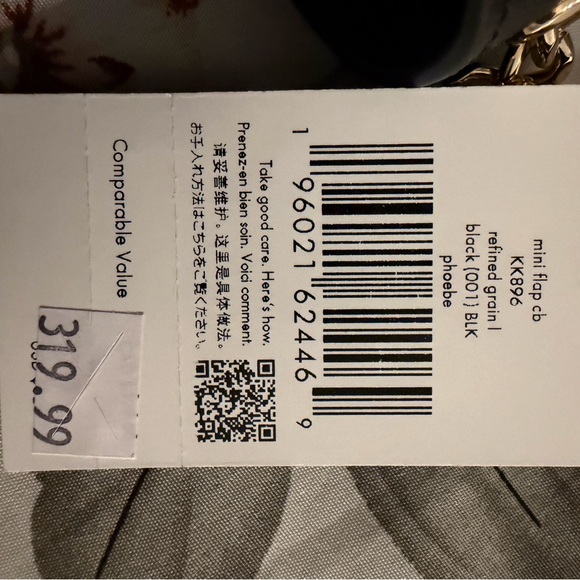 mini flap cb
KK896
refined grain l
black (001) BLK
phoebe
1 96021 62446 9
Take good care. Here's how.
Prenez-en bien soin. Void comment.
请妥善维护。这里是具体做法。
お手入れ方法はこちらをご覧ください。
Comparable Value
319.99